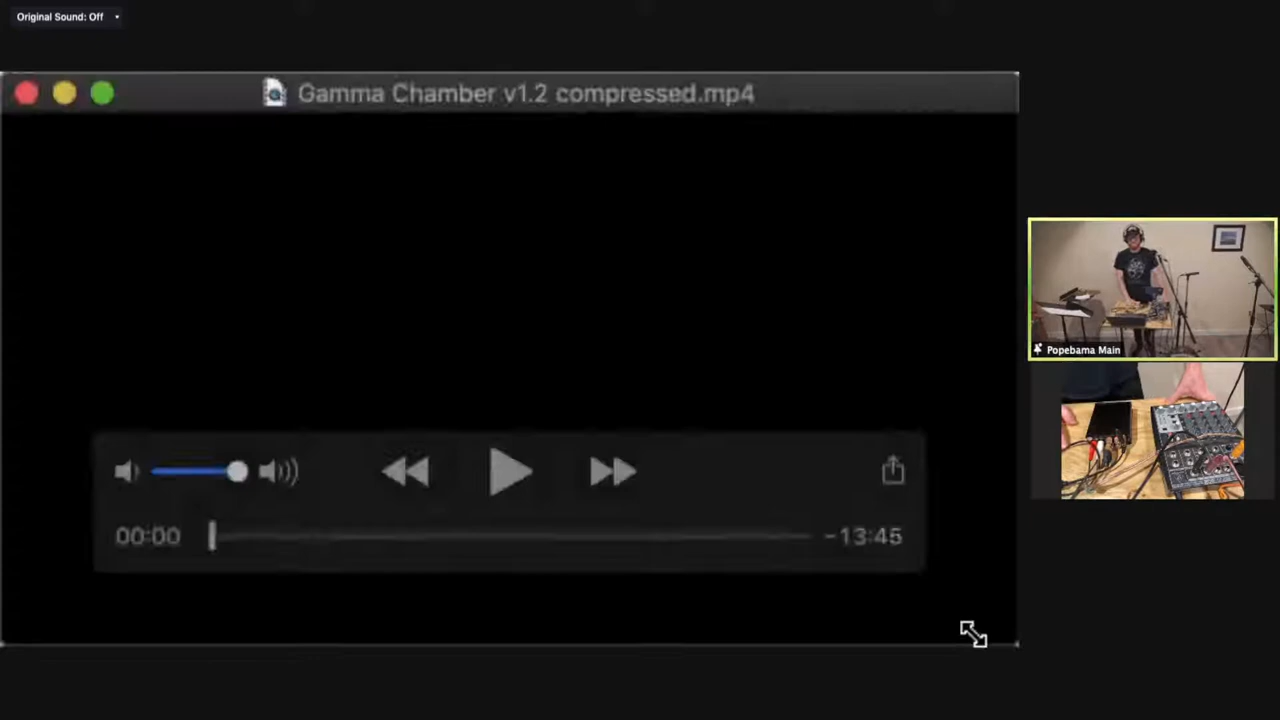 Original Sound: Off
Gamma Chamber v1.2 compressed.mp4
00:00
-13:45
Popebama Main